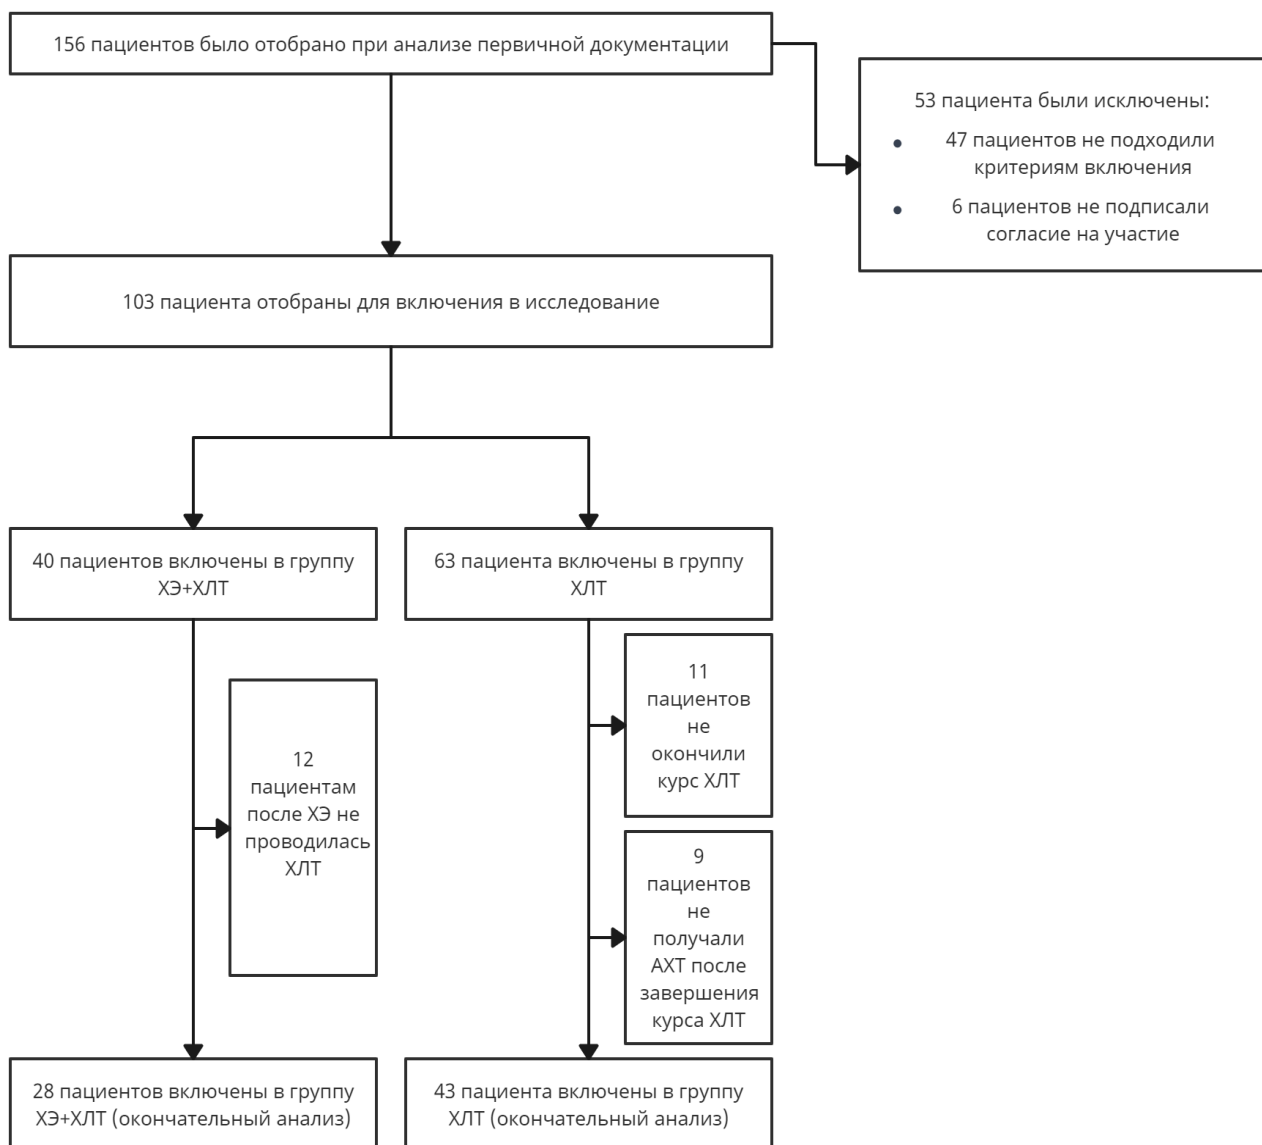 156 пациентов было отобрано при анализе первичной документации
53 пациента были исключены:
• 47 пациентов не подходили
критериям включения
• 6 пациентов не подписали
согласие на участие
103 пациента отобраны для включения в исследование
40 пациентов включены в группу
ХЭ+ХЛТ
63 пациента включены в группу
ХЛТ
12
пациентам
после ХЭ не
проводилась
ХЛТ
11
пациентов
не
окончили
курс ХЛТ
9
пациентов
не
получали
АХТ после
завершения
курса ХЛТ
28 пациентов включены в группу
ХЭ+ХЛТ (окончательный анализ)
43 пациента включены в группу
ХЛТ (окончательный анализ)